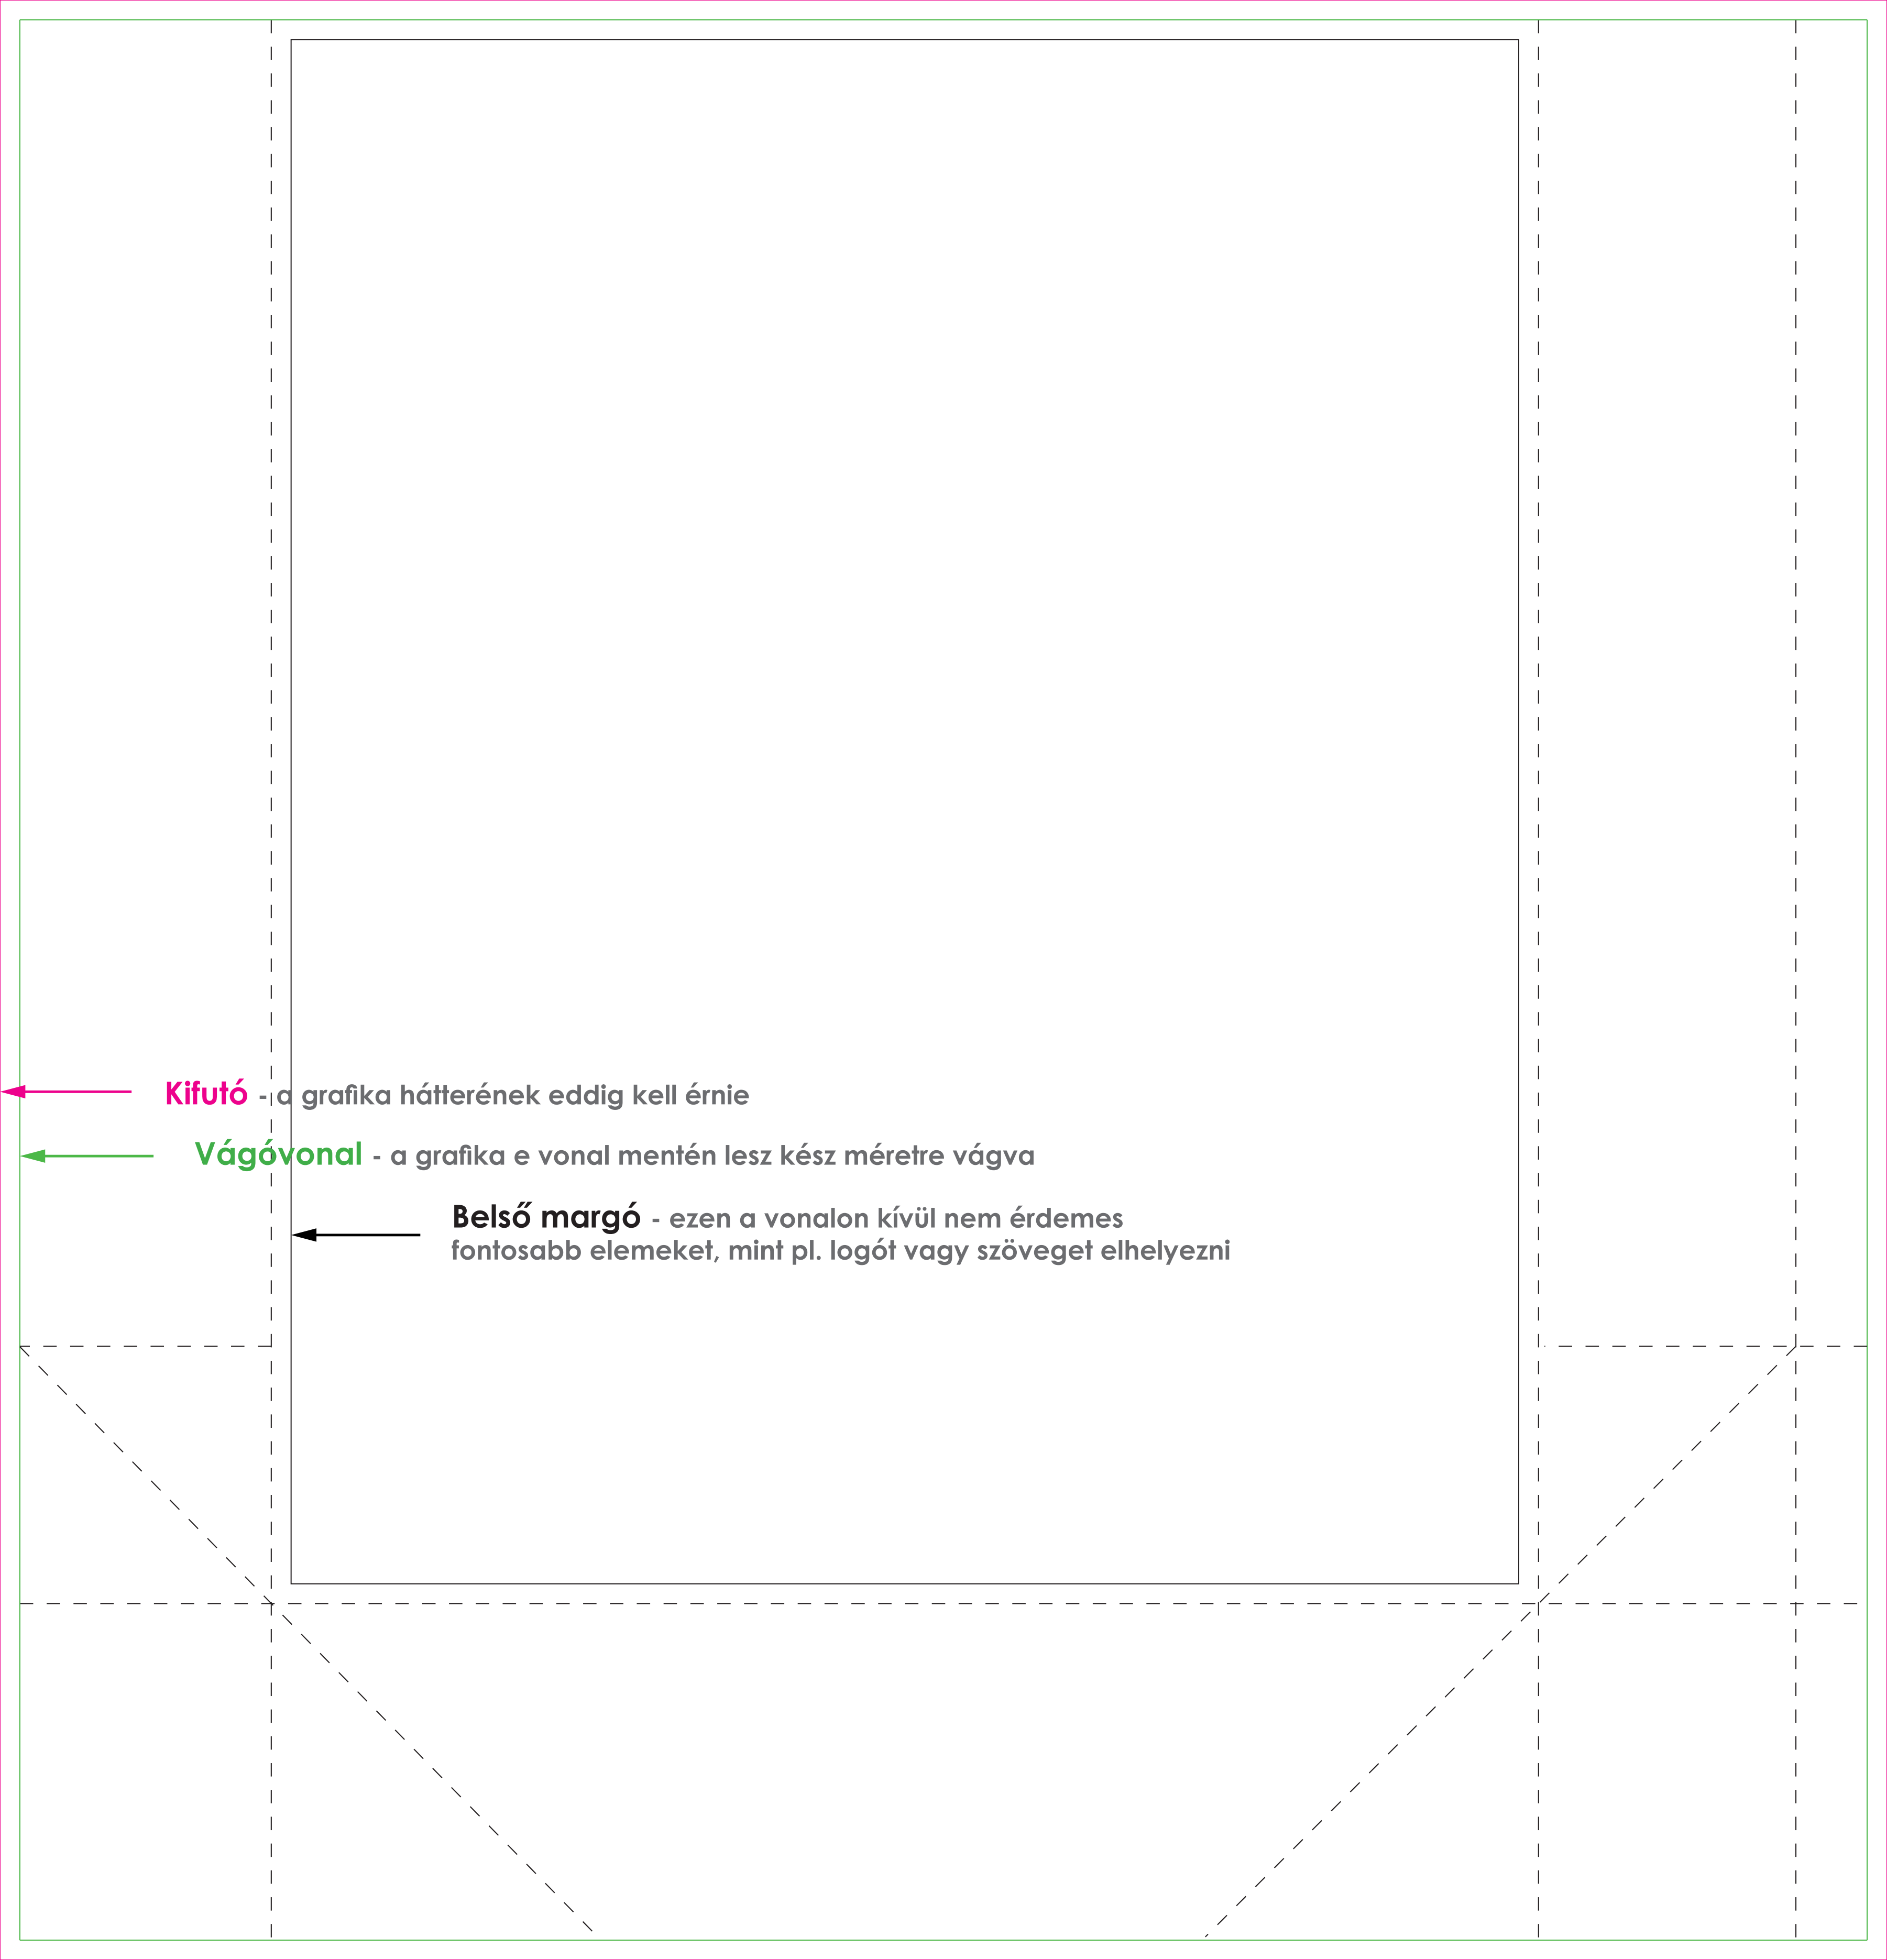 Kifutó - a grafika hátterének eddig kell érnie
Vágóvonal - a grafika e vonal mentén lesz kész méretre vágva
Belső margó - ezen a vonalon kívül nem érdemes
fontosabb elemeket, mint pl. logót vagy szöveget elhelyezni